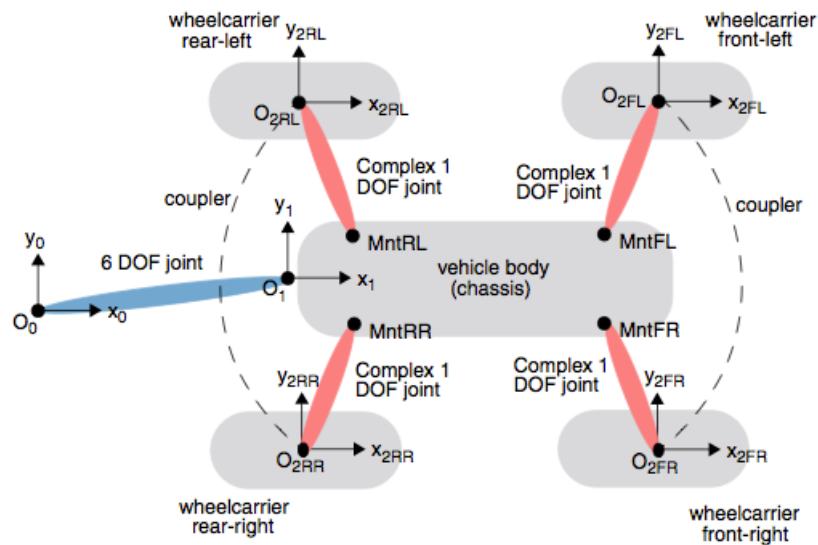 wheelcarrier
rear-left
y2RL
O2RL
x2RL
y2FL
wheelcarrier
front-left
O2FL
x2FL
Complex 1
DOF joint
Complex 1
DOF joint
coupler
coupler
y1
MntRL
MntFL
y0
6 DOF joint
vehicle body
(chassis)
O1
x1
O0
x0
MntRR
MntFR
Complex 1
DOF joint
Complex 1
DOF joint
y2RR
y2FR
O2RR
x2RR
O2FR
x2FR
wheelcarrier
rear-right
wheelcarrier
front-right